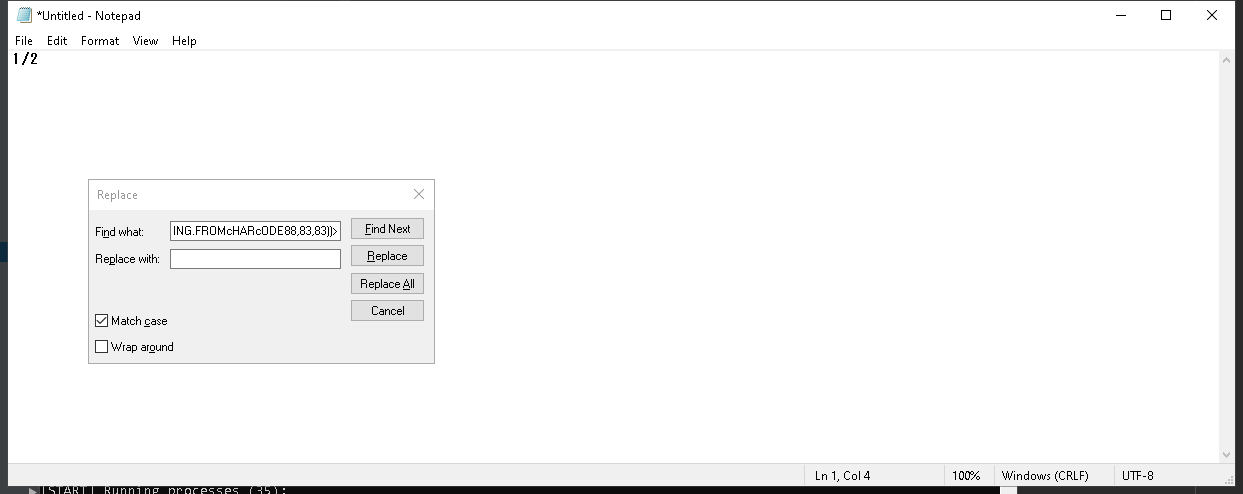 *Untitled - Notepad
File Edit Format View Help
1/2
Replace
Find what: ING.FROMcHARcODE88,83,83))> Find Next
Replace with: Replace
Replace All
Cancel
Match case
Wrap around
Ln 1, Col 4 100% Windows (CRLF) UTF-8
[START] Running processes (35):